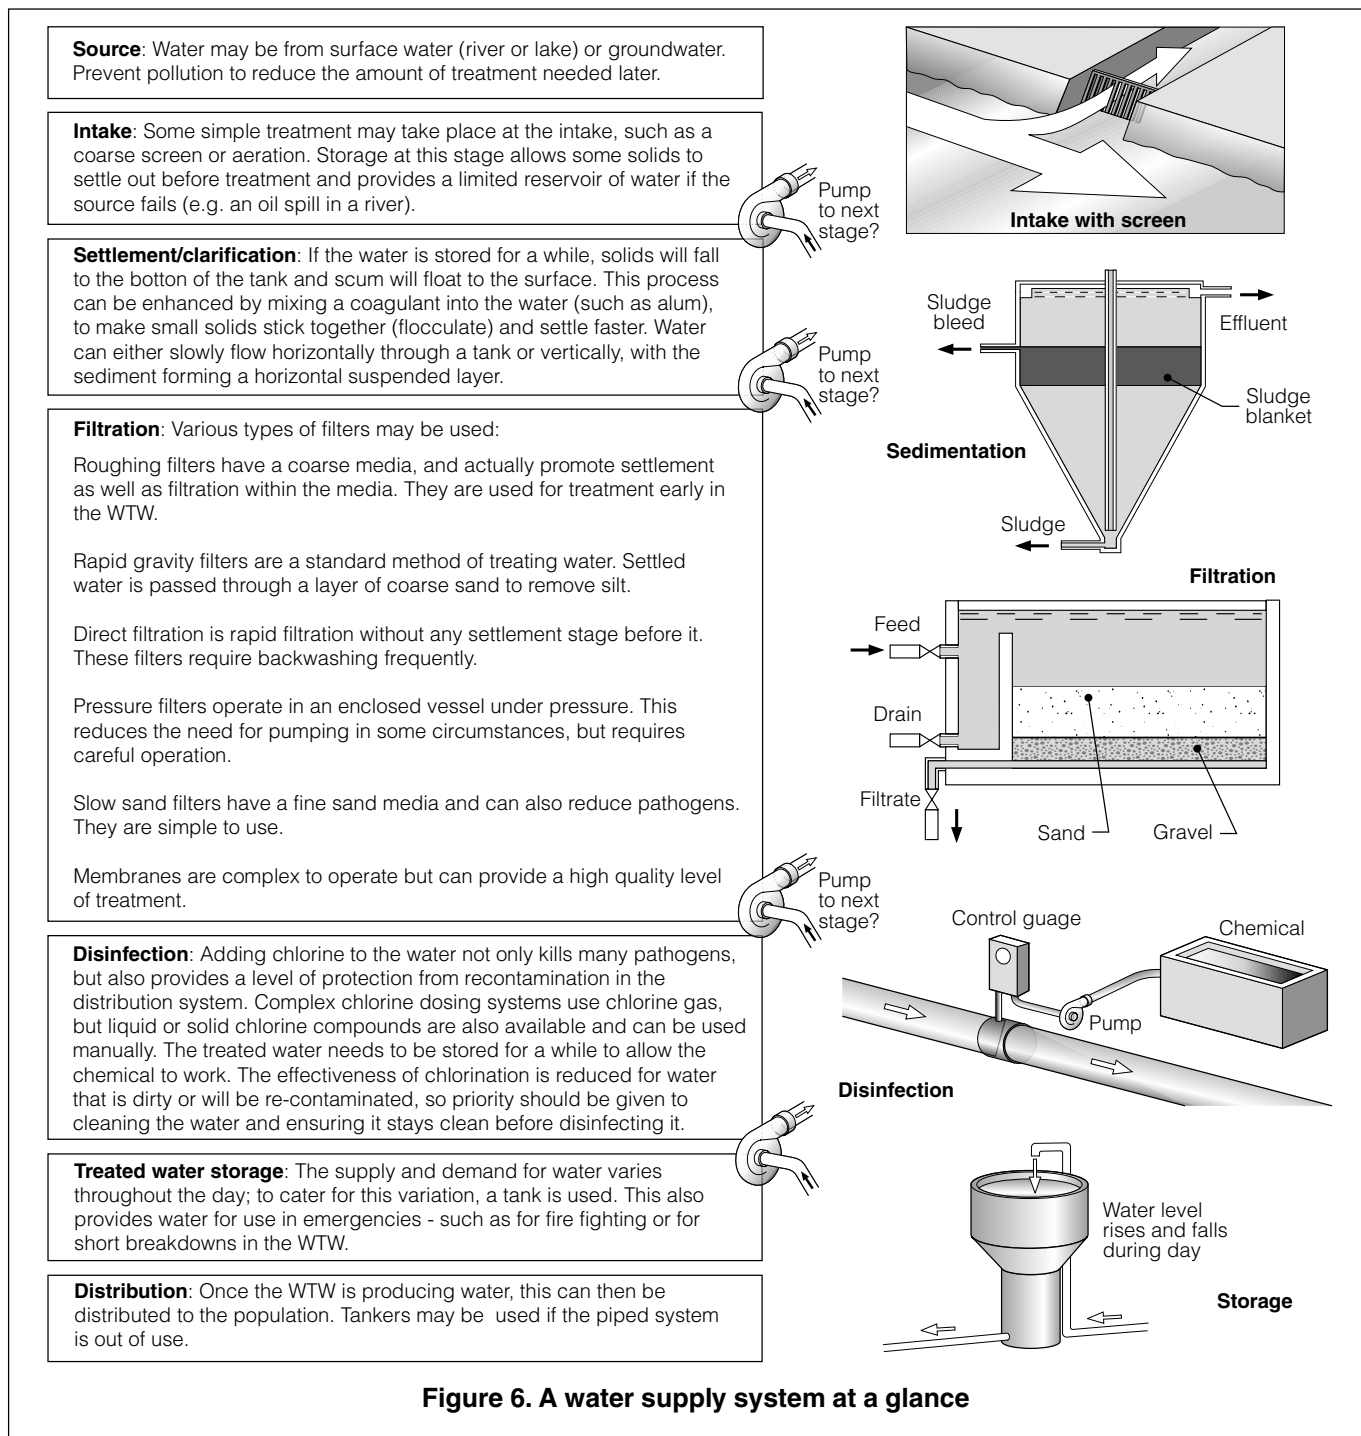 Source: Water may be from surface water (river or lake) or groundwater.
Prevent pollution to reduce the amount of treatment needed later.
Intake: Some simple treatment may take place at the intake, such as a
coarse screen or aeration. Storage at this stage allows some solids to
settle out before treatment and provides a limited reservoir of water if the
source fails (e.g. an oil spill in a river).
Pump
to next
stage?
Intake with screen
Settlement/clarification: If the water is stored for a while, solids will fall
to the botton of the tank and scum will float to the surface. This process
can be enhanced by mixing a coagulant into the water (such as alum),
to make small solids stick together (flocculate) and settle faster. Water
can either slowly flow horizontally through a tank or vertically, with the
sediment forming a horizontal suspended layer.
Pump
to next
stage?
Sludge
bleed
Effluent
Sludge
blanket
Sedimentation
Sludge
Filtration: Various types of filters may be used:
Roughing filters have a coarse media, and actually promote settlement
as well as filtration within the media. They are used for treatment early in
the WTW.
Rapid gravity filters are a standard method of treating water. Settled
water is passed through a layer of coarse sand to remove silt.
Direct filtration is rapid filtration without any settlement stage before it.
These filters require backwashing frequently.
Pressure filters operate in an enclosed vessel under pressure. This
reduces the need for pumping in some circumstances, but requires
careful operation.
Slow sand filters have a fine sand media and can also reduce pathogens.
They are simple to use.
Membranes are complex to operate but can provide a high quality level
of treatment.
Pump
to next
stage?
Filtration
Feed
Drain
Filtrate
Sand
Gravel
Disinfection: Adding chlorine to the water not only kills many pathogens,
but also provides a level of protection from recontamination in the
distribution system. Complex chlorine dosing systems use chlorine gas,
but liquid or solid chlorine compounds are also available and can be used
manually. The treated water needs to be stored for a while to allow the
chemical to work. The effectiveness of chlorination is reduced for water
that is dirty or will be re-contaminated, so priority should be given to
cleaning the water and ensuring it stays clean before disinfecting it.
Control guage
Chemical
Pump
Disinfection
Treated water storage: The supply and demand for water varies
throughout the day; to cater for this variation, a tank is used. This also
provides water for use in emergencies - such as for fire fighting or for
short breakdowns in the WTW.
Water level
rises and falls
during day
Storage
Distribution: Once the WTW is producing water, this can then be
distributed to the population. Tankers may be used if the piped system
is out of use.
Figure 6. A water supply system at a glance